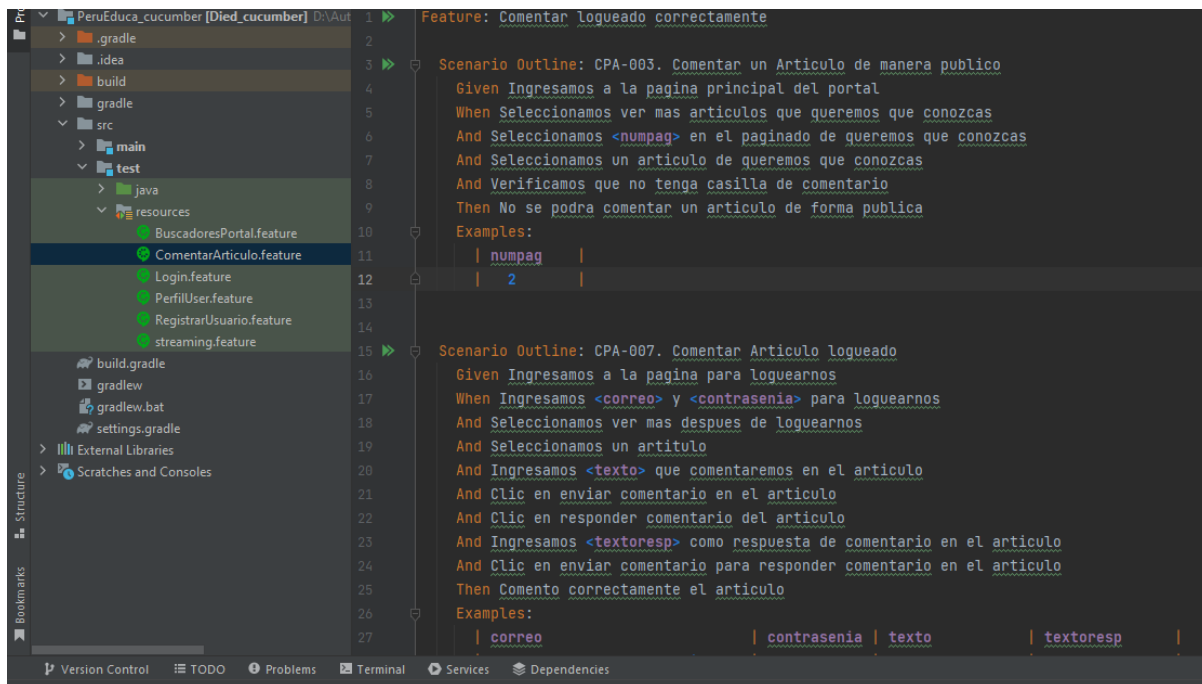 PeruEduca_cucumber [Died_cucumber] D:\Aut
.gradle
.idea
build
gradle
src
main
test
java
resources
BuscadoresPortal.feature
ComentarArticulo.feature
Login.feature
PerfilUser.feature
RegistrarUsuario.feature
streaming.feature
build.gradle
gradlew
gradlew.bat
settings.gradle
External Libraries
Scratches and Consoles
Structure
Bookmarks
1 Feature: Comentar logueado correctamente
2
3 Scenario Outline: CPA-003. Comentar un Articulo de manera publico
4 Given Ingresamos a la pagina principal del portal
5 When Seleccionamos ver mas articulos que queremos que conozcas
6 And Seleccionamos <numpag> en el paginado de queremos que conozcas
7 And Seleccionamos un articulo de queremos que conozcas
8 And Verificamos que no tenga casilla de comentario
9 Then No se podra comentar un articulo de forma publica
10 Examples:
11 | numpag |
12 | 2 |
13
14
15 Scenario Outline: CPA-007. Comentar Articulo logueado
16 Given Ingresamos a la pagina para loguearnos
17 When Ingresamos <correo> y <contrasenia> para loguearnos
18 And Seleccionamos ver mas despues de loguearnos
19 And Seleccionamos un artitulo
20 And Ingresamos <texto> que comentaremos en el articulo
21 And Clic en enviar comentario en el articulo
22 And Clic en responder comentario del articulo
23 And Ingresamos <textoresp> como respuesta de comentario en el articulo
24 And Clic en enviar comentario para responder comentario en el articulo
25 Then Comento correctamente el articulo
26 Examples:
27 | correo | contrasenia | texto | textoresp |
Version Control TODO Problems Terminal Services Dependencies